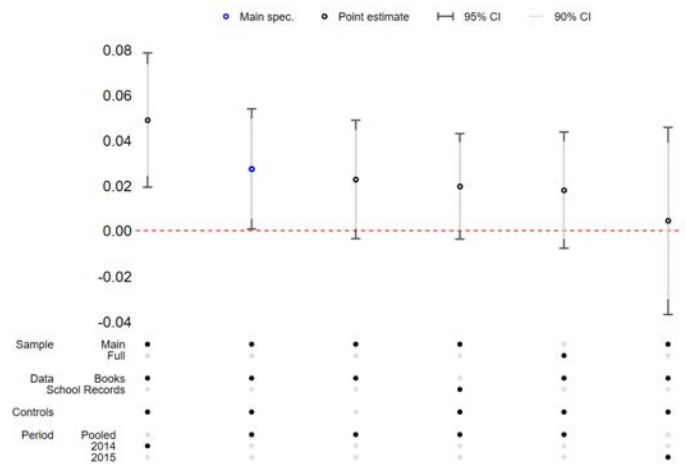 Main spec. Point estimate 95% CI 90% CI
0.08
0.06
0.04
0.02
0.00
-0.02
-0.04
Sample Main
Full
Data Books
School Records
Controls
Period Pooled
2014
2015